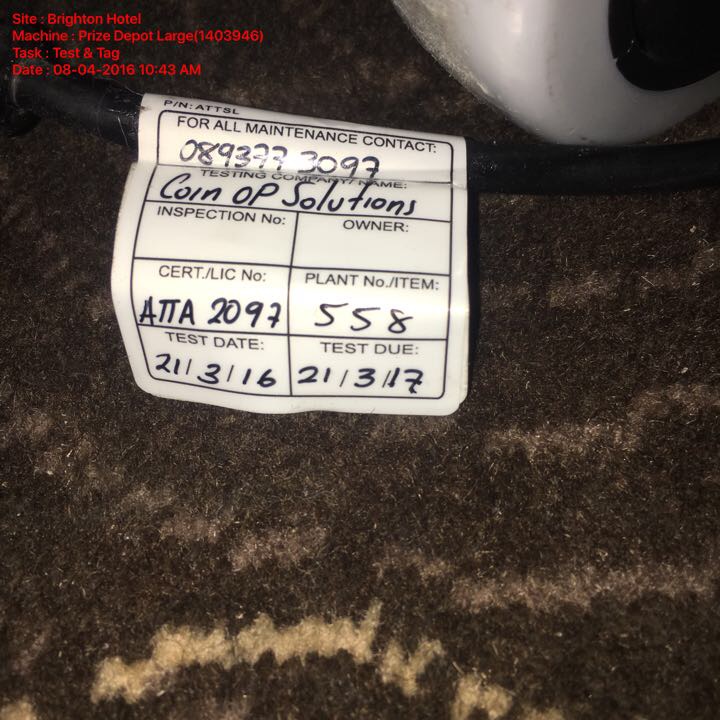 Site : Brighton Hotel
Machine : Prize Depot Large(1403946)
Task : Test & Tag
Date : 08-04-2016 10:43 AM
P/N: ATTSL
FOR ALL MAINTENANCE CONTACT:
089377 3097
TESTING COMPANY/ NAME:
Coin OP Solutions
INSPECTION No: OWNER:
CERT./LIC No: PLANT No./ITEM:
ATTA 2097 558
TEST DATE: TEST DUE:
21/3/16 21/3/17